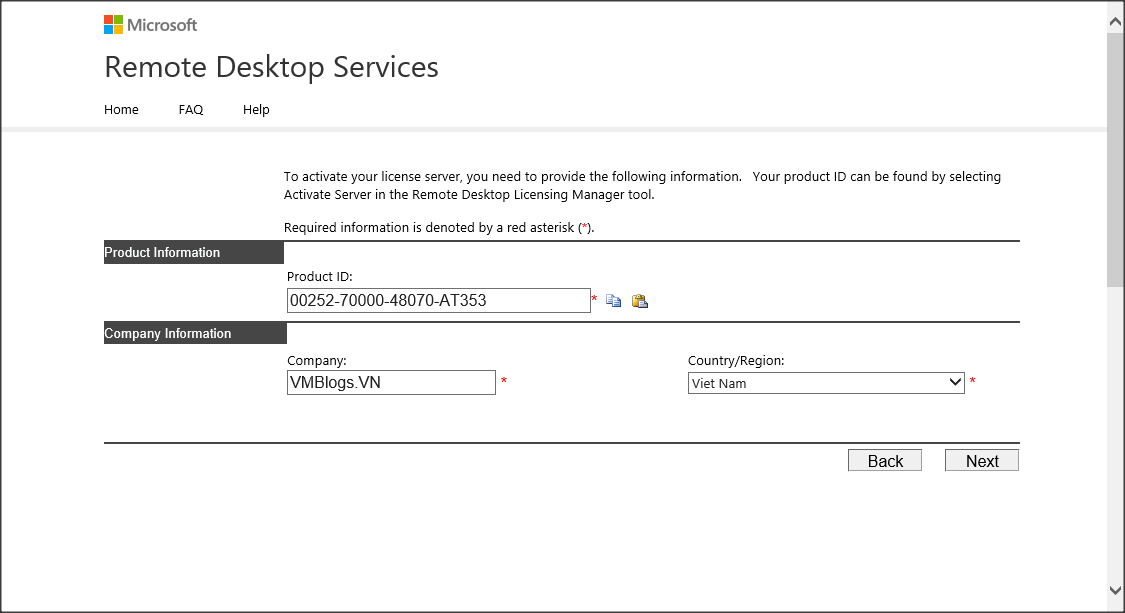 Microsoft
Remote Desktop Services
Home FAQ Help
To activate your license server, you need to provide the following information. Your product ID can be found by selecting
Activate Server in the Remote Desktop Licensing Manager tool.
Required information is denoted by a red asterisk (*).
Product Information
Product ID:
00252-70000-48070-AT353 *
Company Information
Company: Country/Region:
VMBlogs.VN * Viet Nam *
Back Next